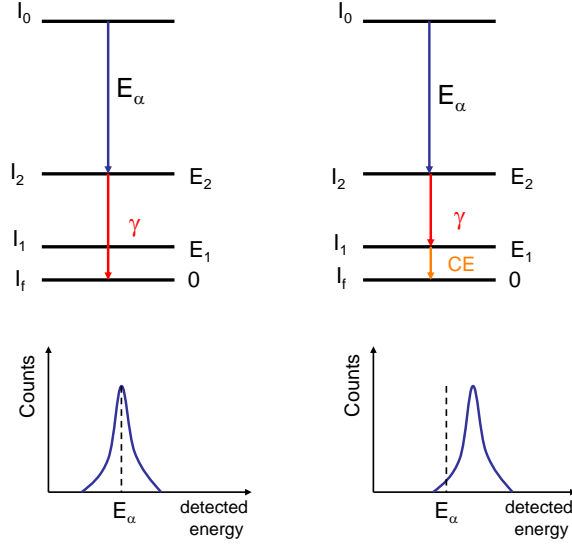 I0
Eα
I2
E2
γ
I1
E1
If
0
Counts
Eα
detected
energy
I0
Eα
I2
E2
γ
I1
E1
CE
If
0
Counts
Eα
detected
energy